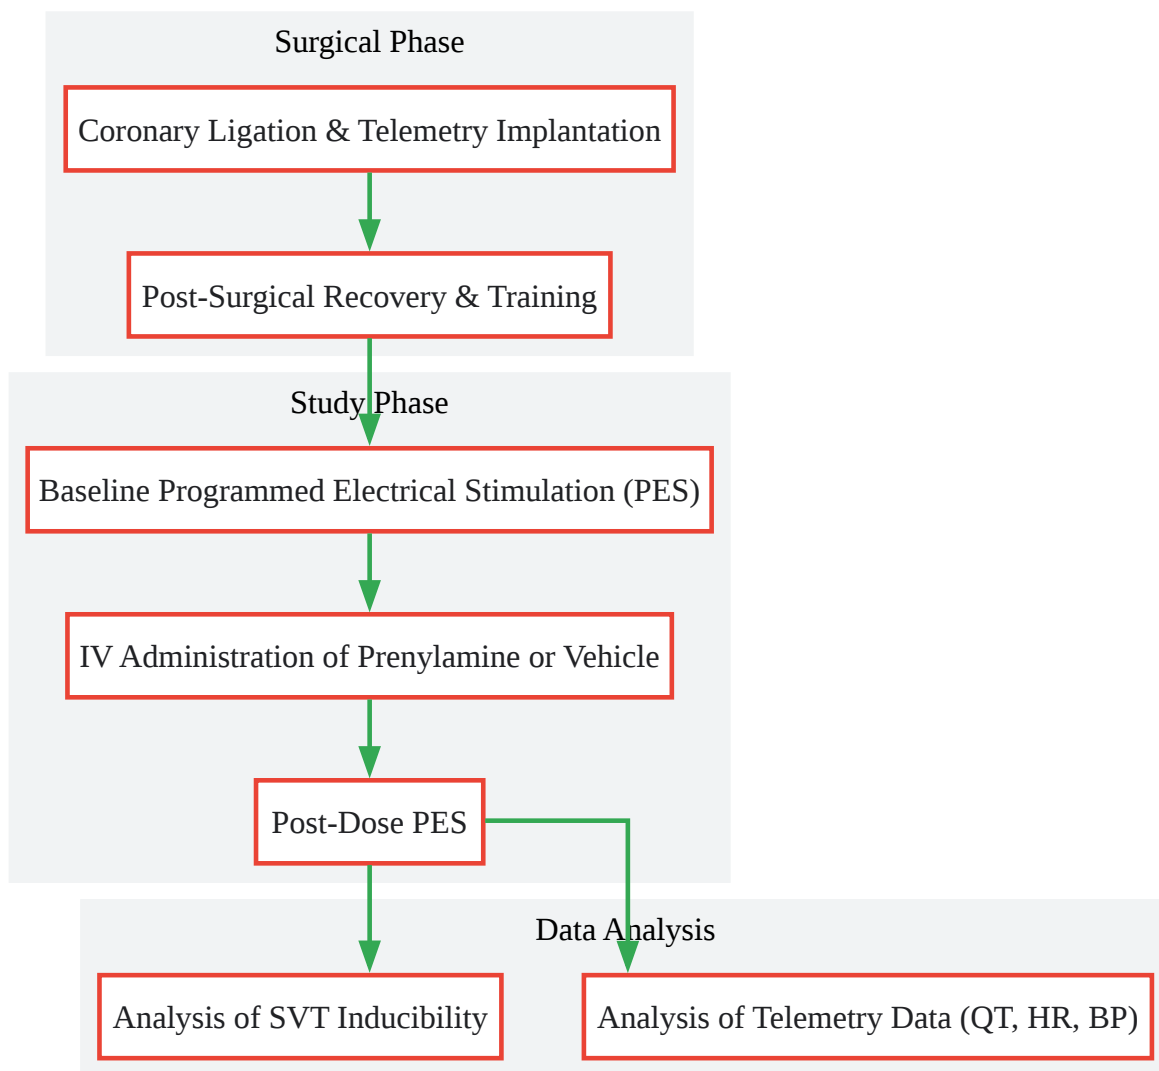 Surgical Phase
Coronary Ligation & Telemetry Implantation
Post-Surgical Recovery & Training
Study Phase
Baseline Programmed Electrical Stimulation (PES)
IV Administration of Prenylamine or Vehicle
Post-Dose PES
Data Analysis
Analysis of SVT Inducibility
Analysis of Telemetry Data (QT, HR, BP)